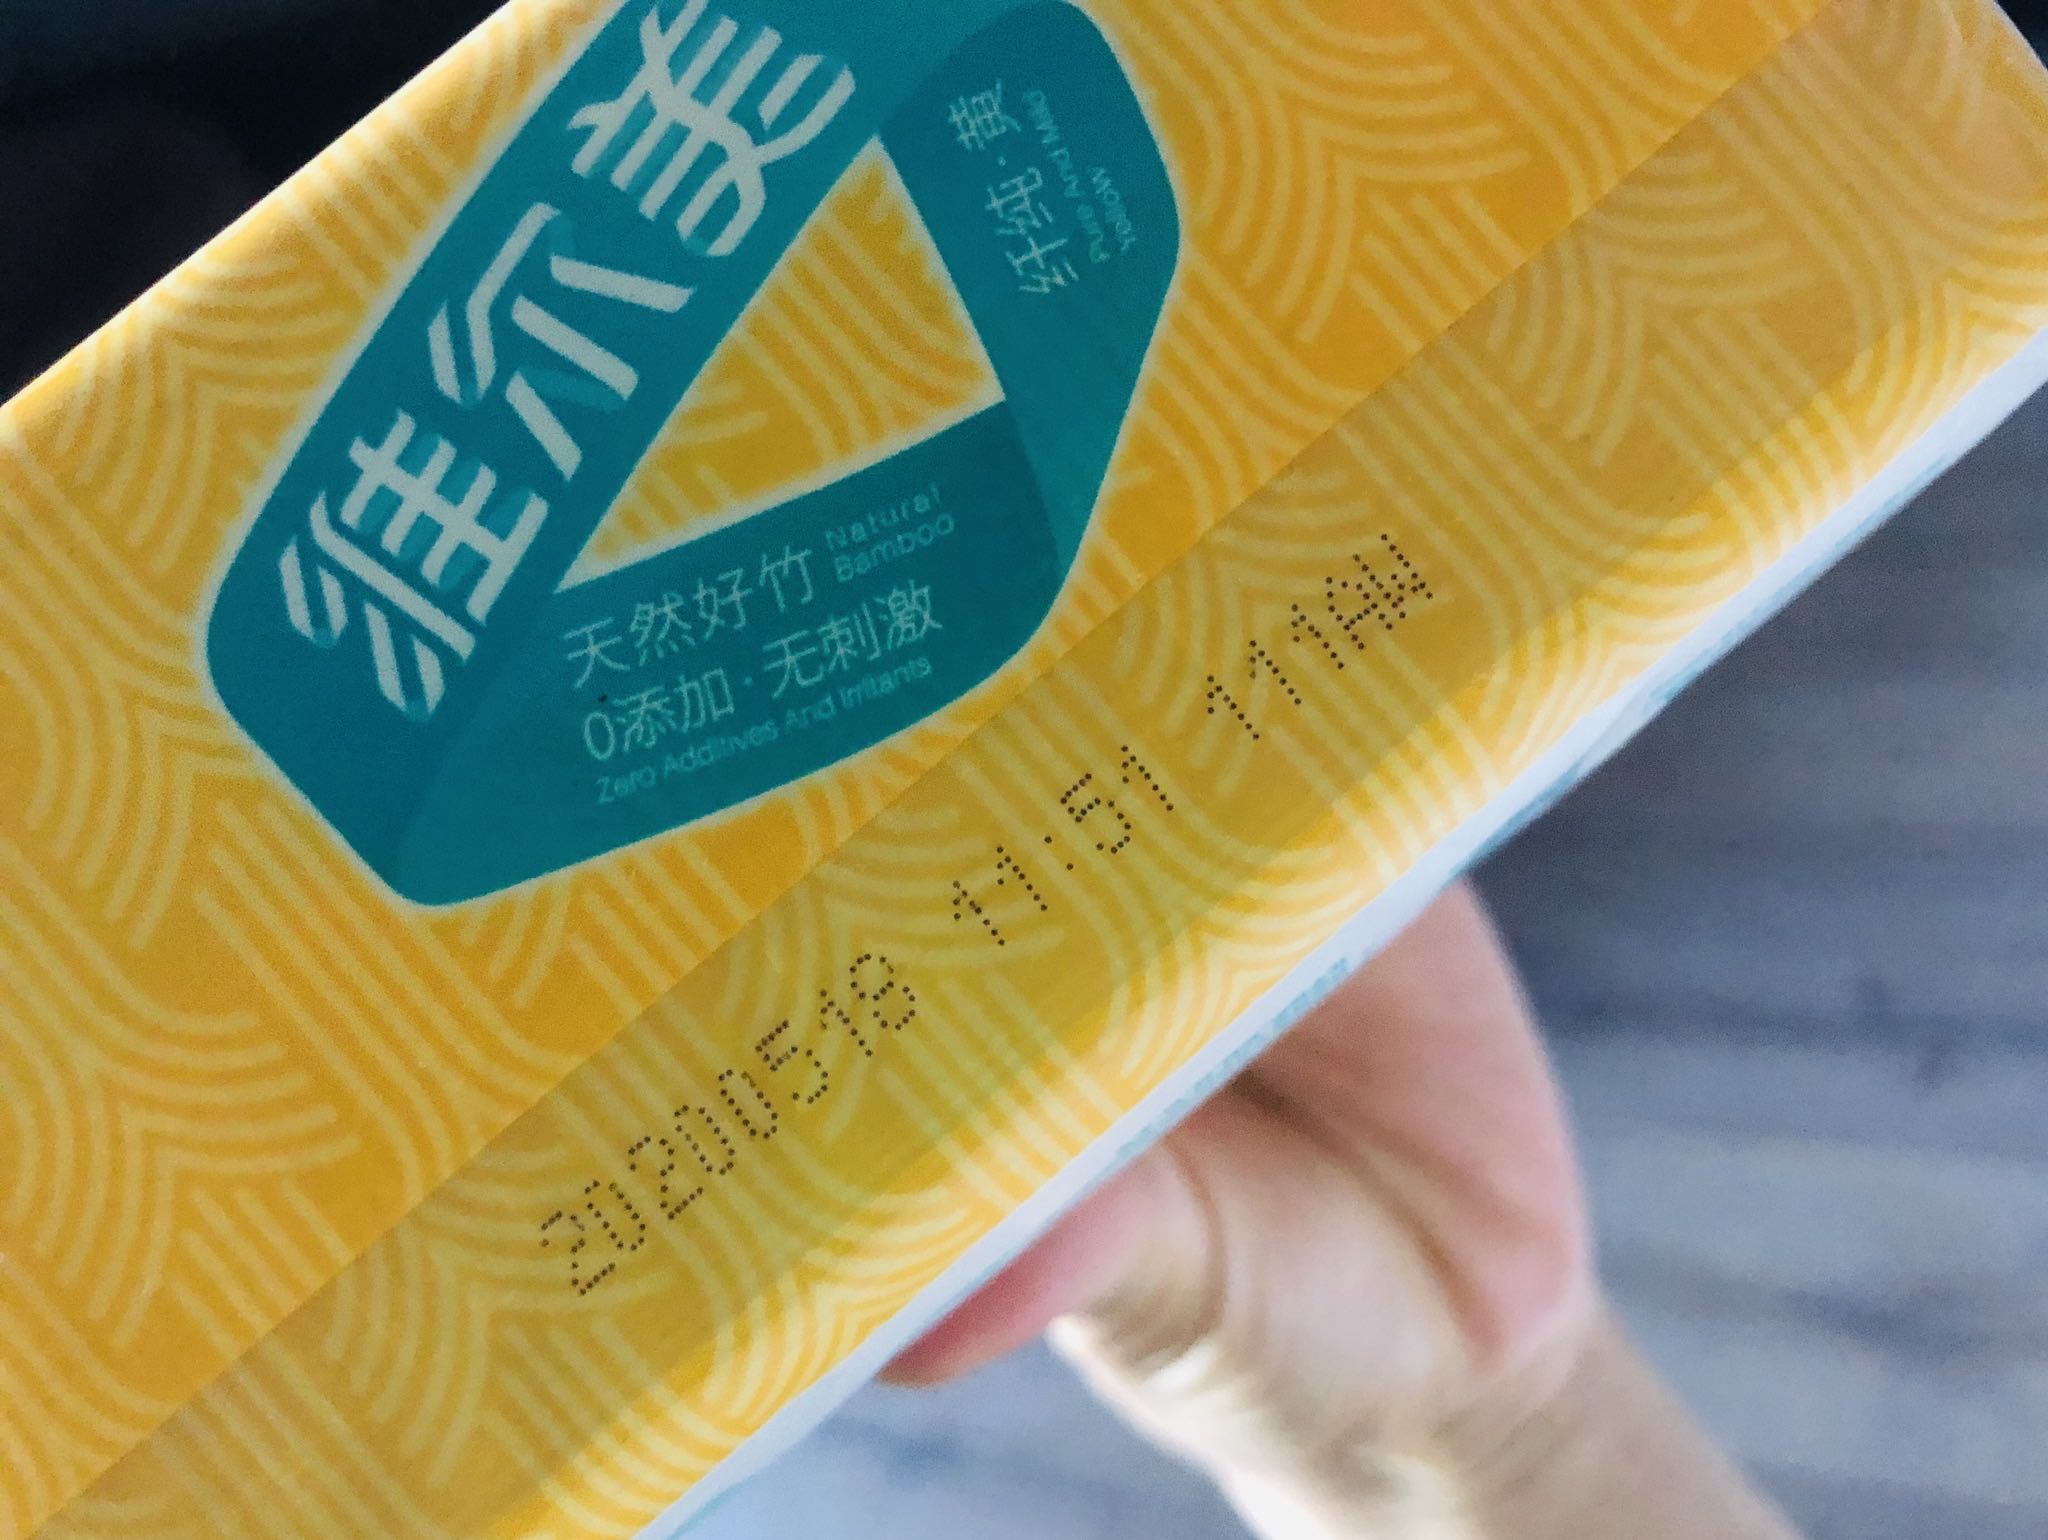 维尔美
纤纯·黄
Pure And Mild
Yellow
天然好竹
Natural
Bamboo
0添加·无刺激
Zero Additives And Irritants
20200518 11:51 11